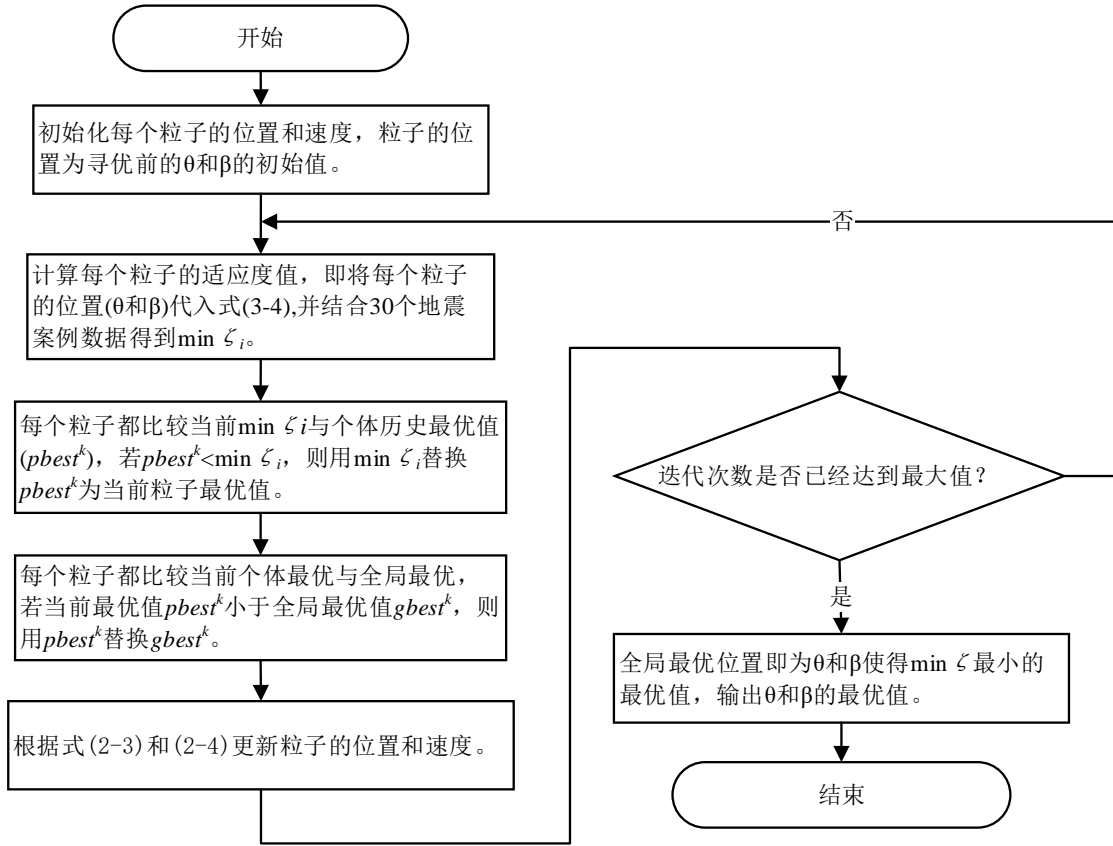 开始
初始化每个粒子的位置和速度，粒子的位
置为寻优前的θ和β的初始值。
否
计算每个粒子的适应度值，即将每个粒子
的位置(θ和β)代入式(3-4),并结合30个地震
案例数据得到min ζi。
每个粒子都比较当前min ζi与个体历史最优值
(pbest^k)，若pbest^k<min ζi，则用min ζi替换
pbest^k为当前粒子最优值。
每个粒子都比较当前个体最优与全局最优，
若当前最优值pbest^k小于全局最优值gbest^k，则
用pbest^k替换gbest^k。
根据式(2-3)和(2-4)更新粒子的位置和速度。
迭代次数是否已经达到最大值？
是
全局最优位置即为θ和β使得min ζ最小的
最优值，输出θ和β的最优值。
结束